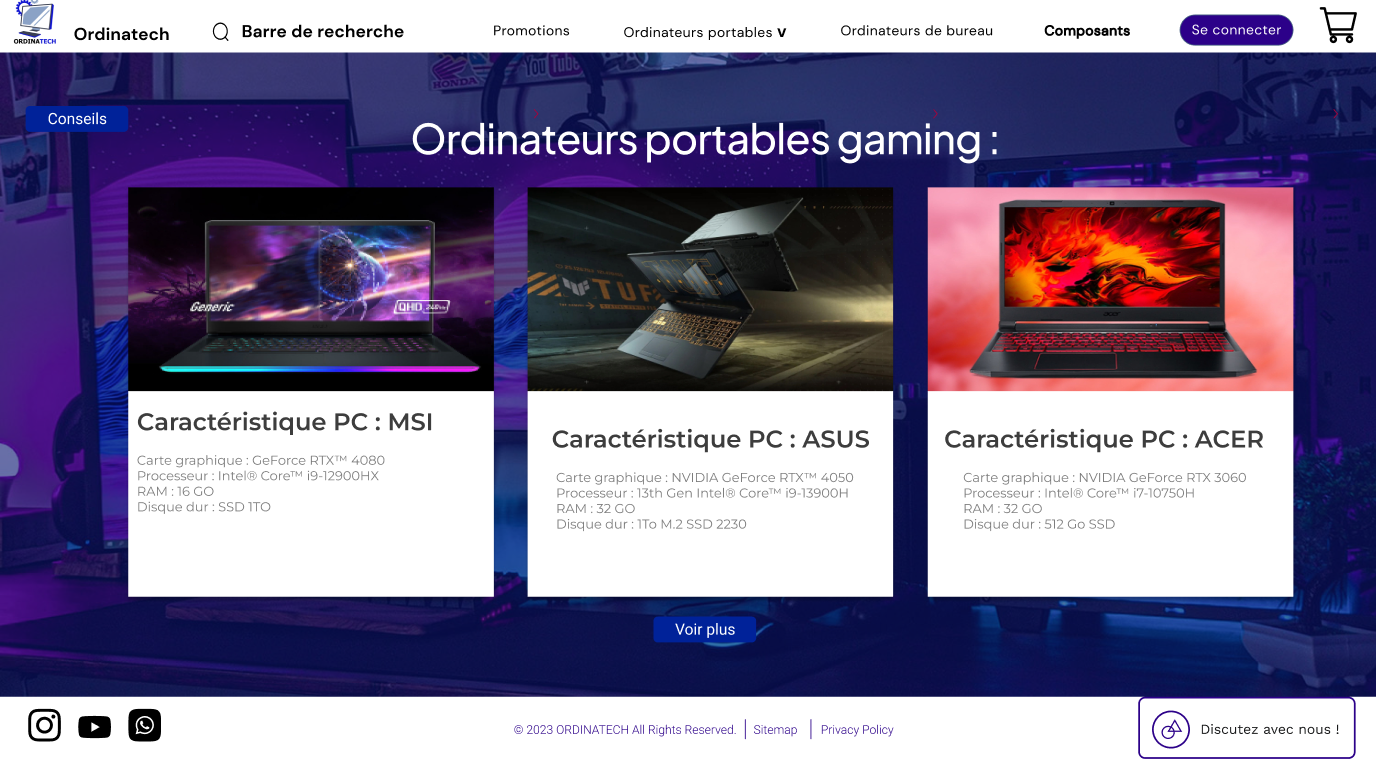 ORDINATECH
Ordinatech
Barre de recherche
Promotions
Ordinateurs portables v
Ordinateurs de bureau
Composants
Se connecter
HONDA
YouTube
Conseils
Ordinateurs portables gaming :
Generic
QHD 240Hz
TUF
acer
Caractéristique PC : MSI
Carte graphique : GeForce RTX™ 4080
Processeur : Intel® Core™ i9-12900HX
RAM : 16 GO
Disque dur : SSD 1TO
Caractéristique PC : ASUS
Carte graphique : NVIDIA GeForce RTX™ 4050
Processeur : 13th Gen Intel® Core™ i9-13900H
RAM : 32 GO
Disque dur : 1To M.2 SSD 2230
Caractéristique PC : ACER
Carte graphique : NVIDIA GeForce RTX 3060
Processeur : Intel® Core™ i7-10750H
RAM : 32 GO
Disque dur : 512 Go SSD
Voir plus
© 2023 ORDINATECH All Rights Reserved.
Sitemap
Privacy Policy
Discutez avec nous !